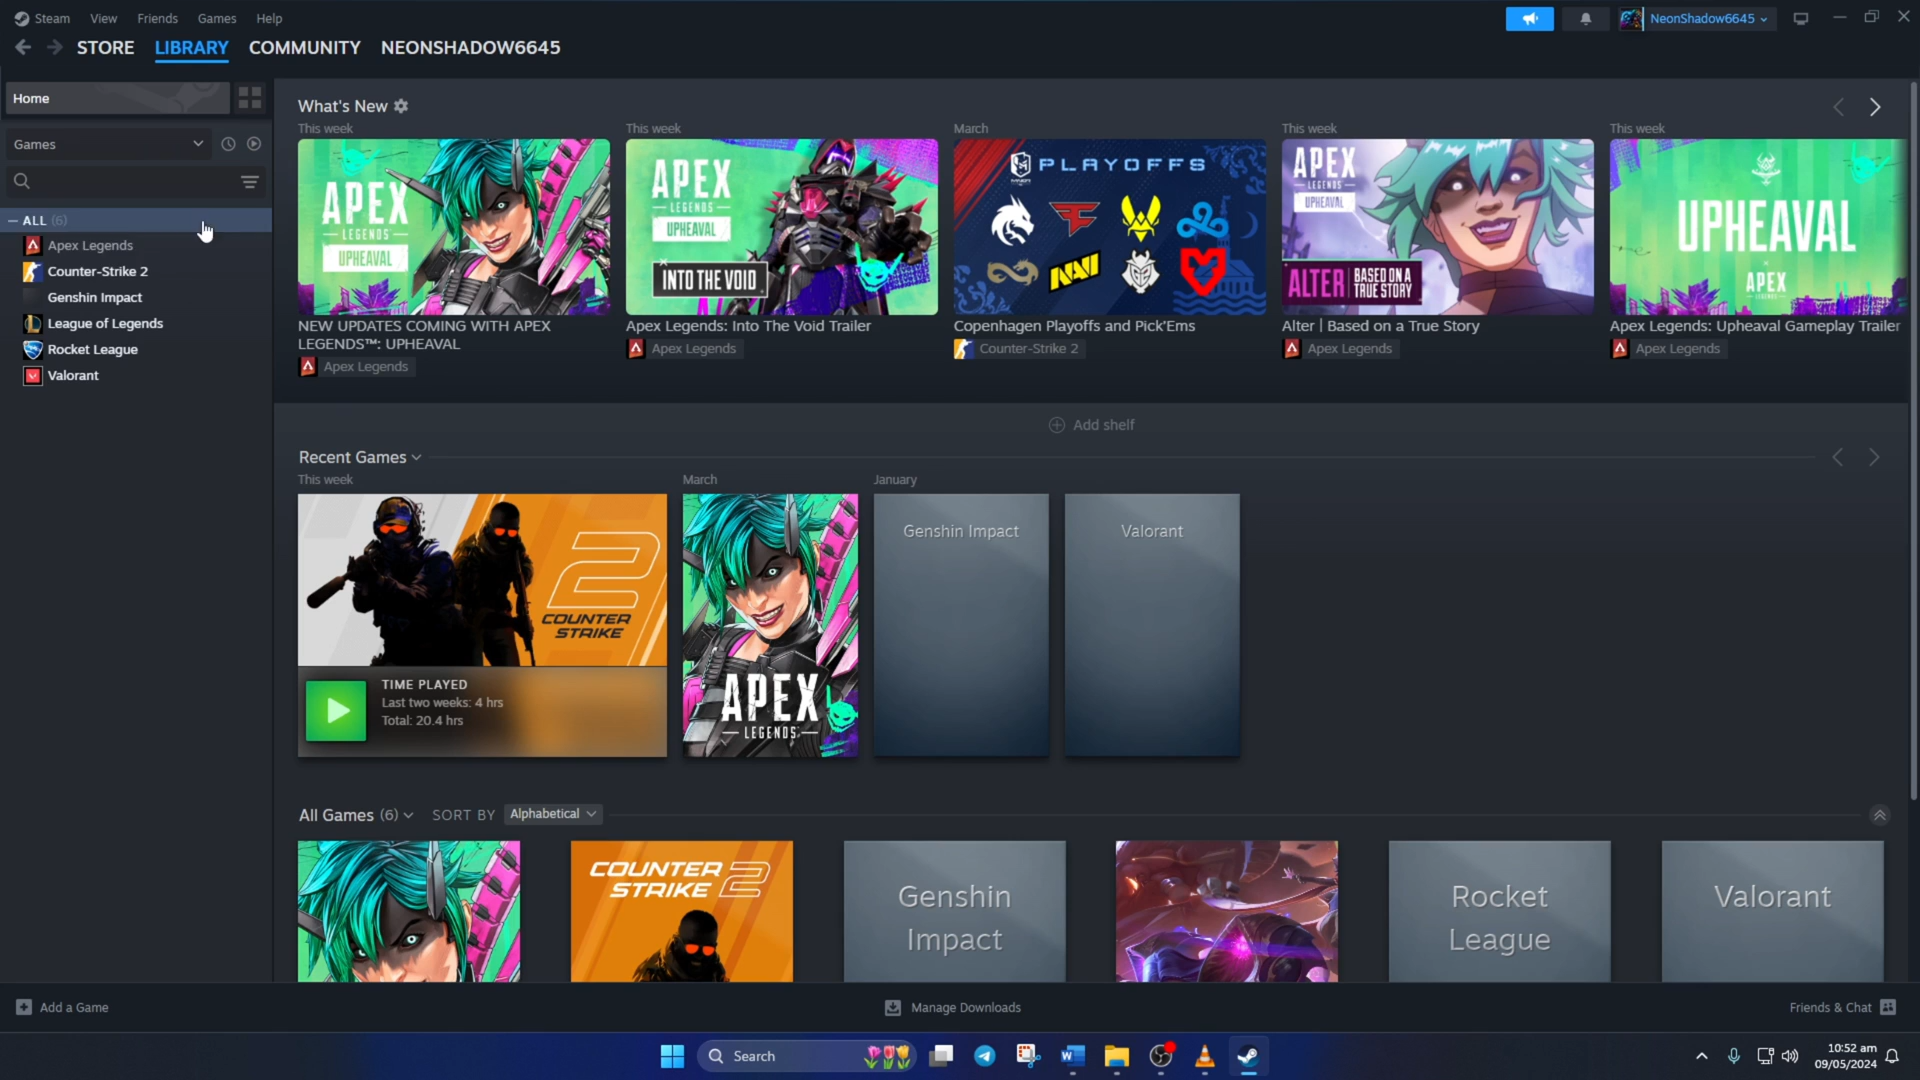 Steam View Friends Games Help
NeonShadow6645
STORE LIBRARY COMMUNITY NEONSHADOW6645
Home
Games
ALL (6)
Apex Legends
Counter-Strike 2
Genshin Impact
League of Legends
Rocket League
Valorant
What's New
This week
APEX
LEGENDS
UPHEAVAL
NEW UPDATES COMING WITH APEX
LEGENDS™: UPHEAVAL
Apex Legends
This week
APEX
LEGENDS
UPHEAVAL
INTO THE VOID
Apex Legends: Into The Void Trailer
Apex Legends
March
PLAYOFFS
NAVI
Copenhagen Playoffs and Pick'Ems
Counter-Strike 2
This week
APEX
LEGENDS
UPHEAVAL
ALTER BASED ON A
TRUE STORY
Alter | Based on a True Story
Apex Legends
This week
UPHEAVAL
APEX
LEGENDS
Apex Legends: Upheaval Gameplay Trailer
Apex Legends
Add shelf
Recent Games
This week
2
COUNTER
STRIKE
TIME PLAYED
Last two weeks: 4 hrs
Total: 20.4 hrs
March
APEX
LEGENDS
January
Genshin Impact
Valorant
All Games (6) SORT BY Alphabetical
COUNTER
STRIKE 2
Genshin
Impact
Rocket
League
Valorant
Add a Game
Manage Downloads
Friends & Chat
Search
10:52 am
09/05/2024